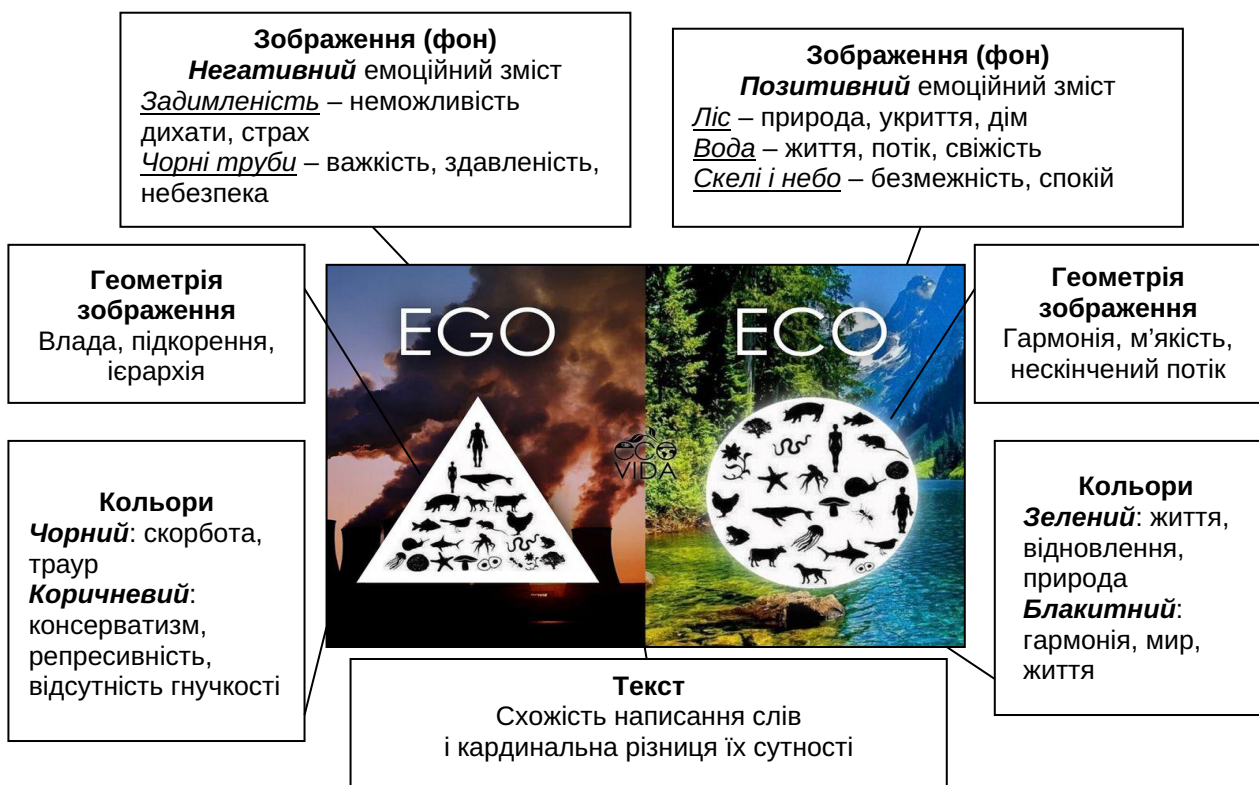 Зображення (фон)
Негативний емоційний зміст
Задимленість – неможливість
дихати, страх
Чорні труби – важкість, здавленість,
небезпека
Зображення (фон)
Позитивний емоційний зміст
Ліс – природа, укриття, дім
Вода – життя, потік, свіжість
Скелі і небо – безмежність, спокій
Геометрія
зображення
Влада, підкорення,
ієрархія
EGO
ECO
eco
VIDA
Геометрія
зображення
Гармонія, м’якість,
нескінчений потік
Кольори
Чорний: скорбота,
траур
Коричневий:
консерватизм,
репресивність,
відсутність гнучкості
Кольори
Зелений: життя,
відновлення,
природа
Блакитний:
гармонія, мир,
життя
Текст
Схожість написання слів
і кардинальна різниця їх сутності